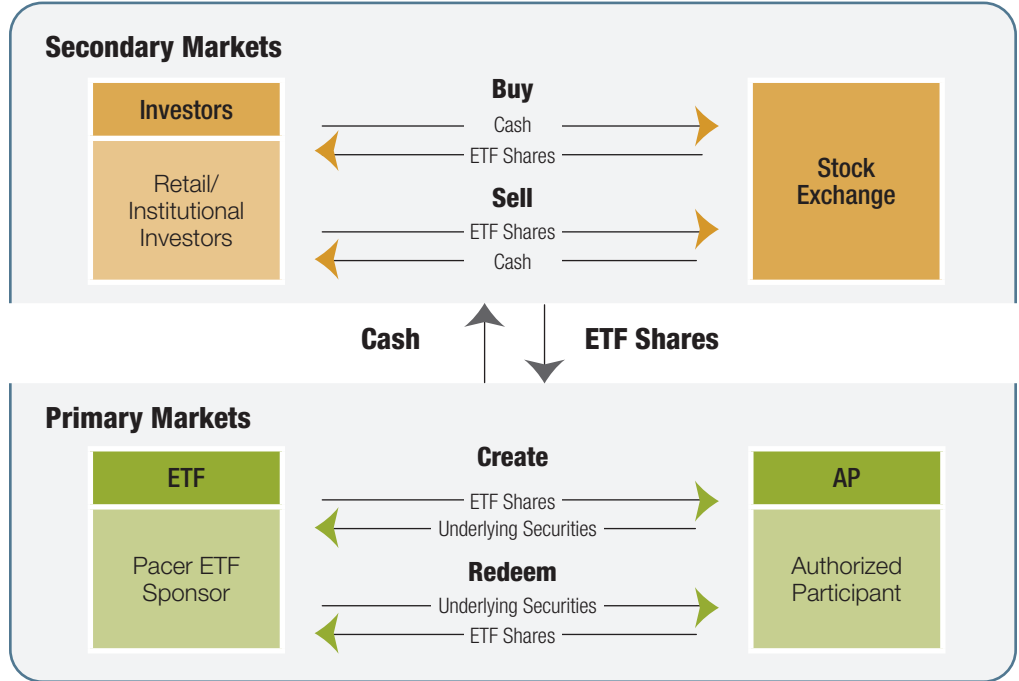 Secondary Markets
Investors
Retail/
Institutional
Investors
Buy
Cash
ETF Shares
Sell
ETF Shares
Cash
Stock
Exchange
Cash
ETF Shares
Primary Markets
ETF
Pacer ETF
Sponsor
Create
ETF Shares
Underlying Securities
Redeem
Underlying Securities
ETF Shares
AP
Authorized
Participant